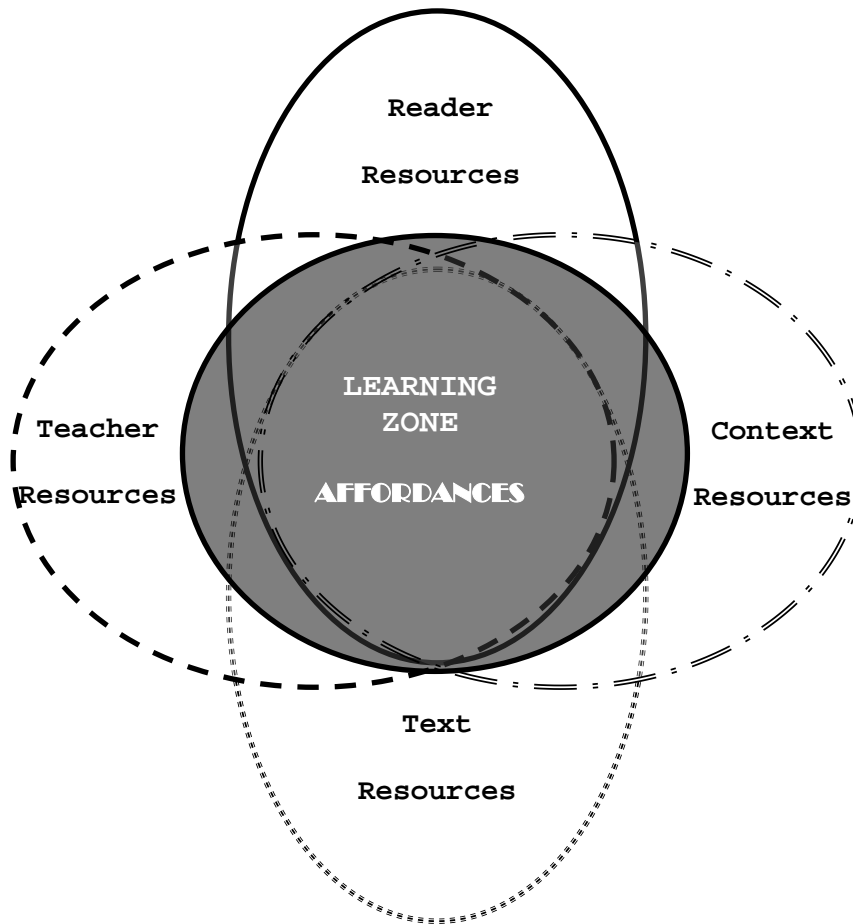 Reader
Resources
LEARNING
ZONE
AFFORDANCES
Teacher
Resources
Context
Resources
Text
Resources